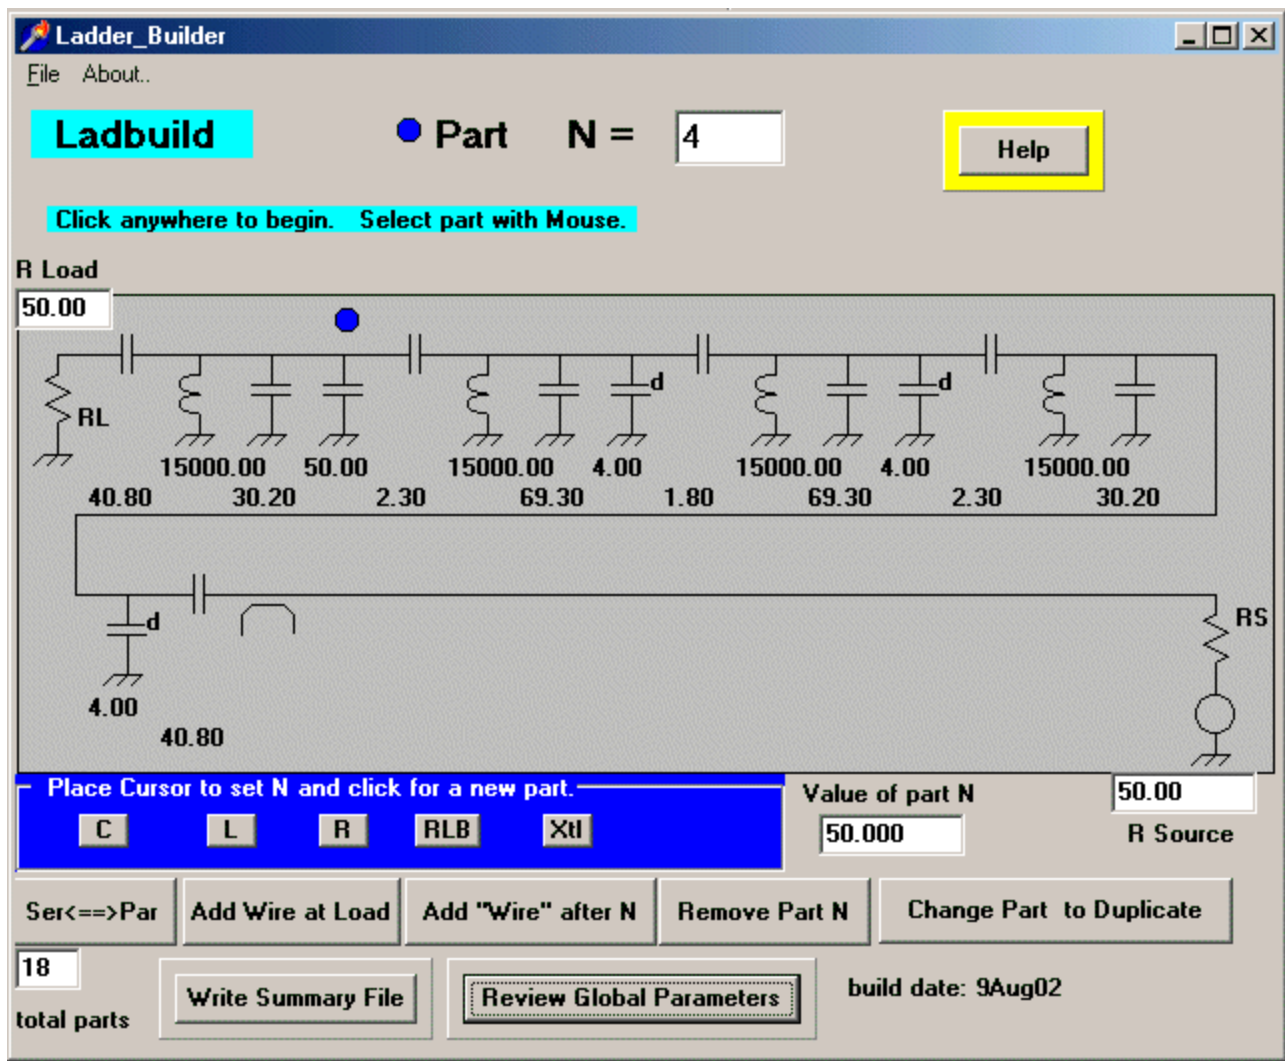 Ladder_Builder
File About..
Ladbuild Part N = 4 Help
Click anywhere to begin. Select part with Mouse.
R Load
50.00
d d
RL
15000.00 50.00 15000.00 4.00 15000.00 4.00 15000.00
40.80 30.20 2.30 69.30 1.80 69.30 2.30 30.20
d RS
4.00
40.80
Place Cursor to set N and click for a new part. Value of part N 50.00
C L R RLB Xtl 50.000 R Source
Ser<==>Par Add Wire at Load Add "Wire" after N Remove Part N Change Part to Duplicate
18
Write Summary File Review Global Parameters build date: 9Aug02
total parts